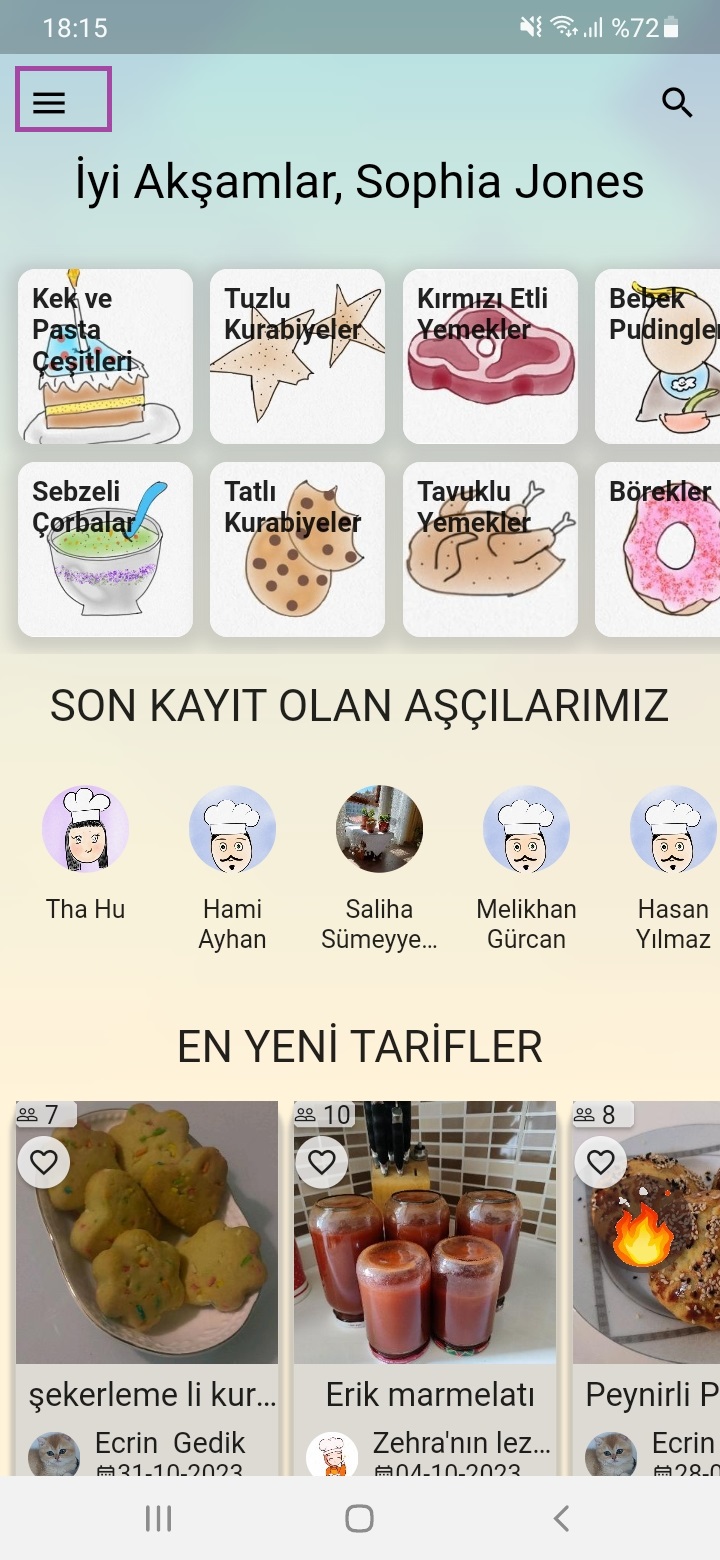 18:15
%72
İyi Akşamlar, Sophia Jones
Kek ve
Pasta
Çeşitleri
Tuzlu
Kurabiyeler
Kırmızı Etli
Yemekler
Bebek
Pudingler
Sebzeli
Çorbalar
Tatlı
Kurabiyeler
Tavuklu
Yemekler
Börekler
SON KAYIT OLAN AŞÇILARIMIZ
Tha Hu
Hami
Ayhan
Saliha
Sümeyye...
Melikhan
Gürcan
Hasan
Yılmaz
EN YENİ TARİFLER
7
10
8
şekerleme li kur...
Erik marmelatı
Peynirli P
Ecrin Gedik
31-10-2023
Zehra'nın lez...
04-10-2023
Ecrin
28-0